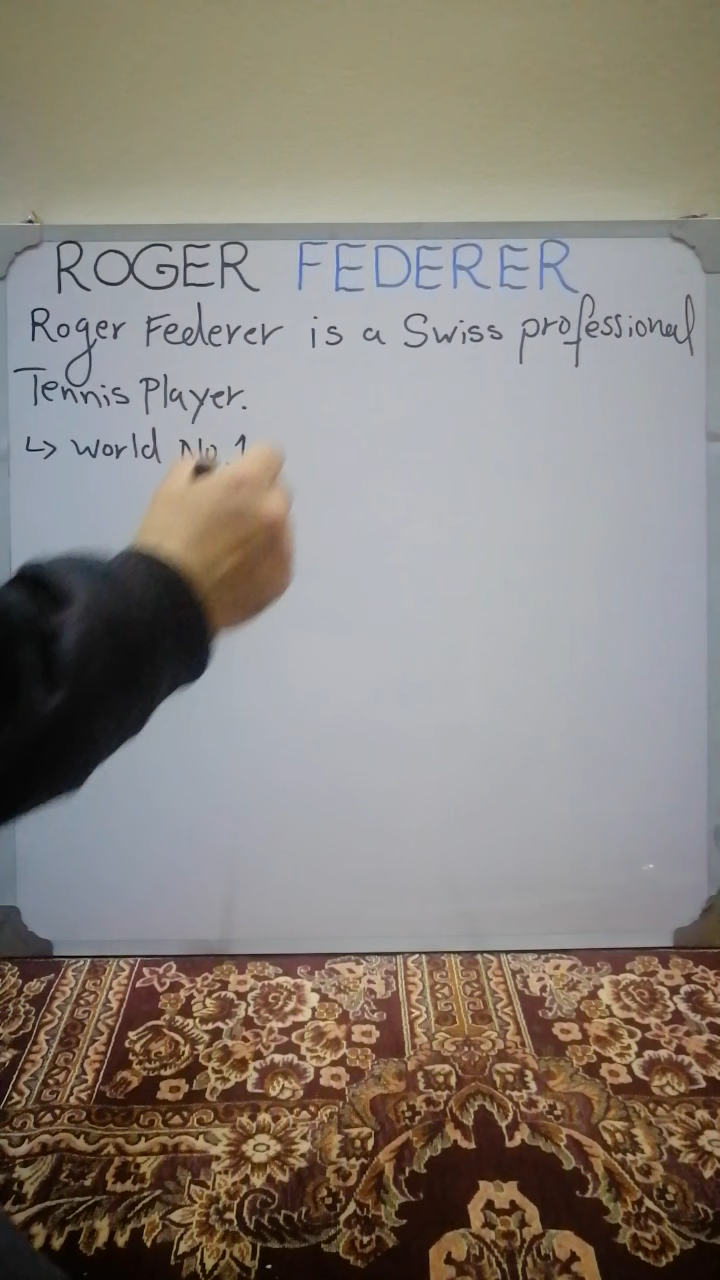 ROGER FEDERER
Roger Federer is a Swiss professional
Tennis Player.
↳ World No.1